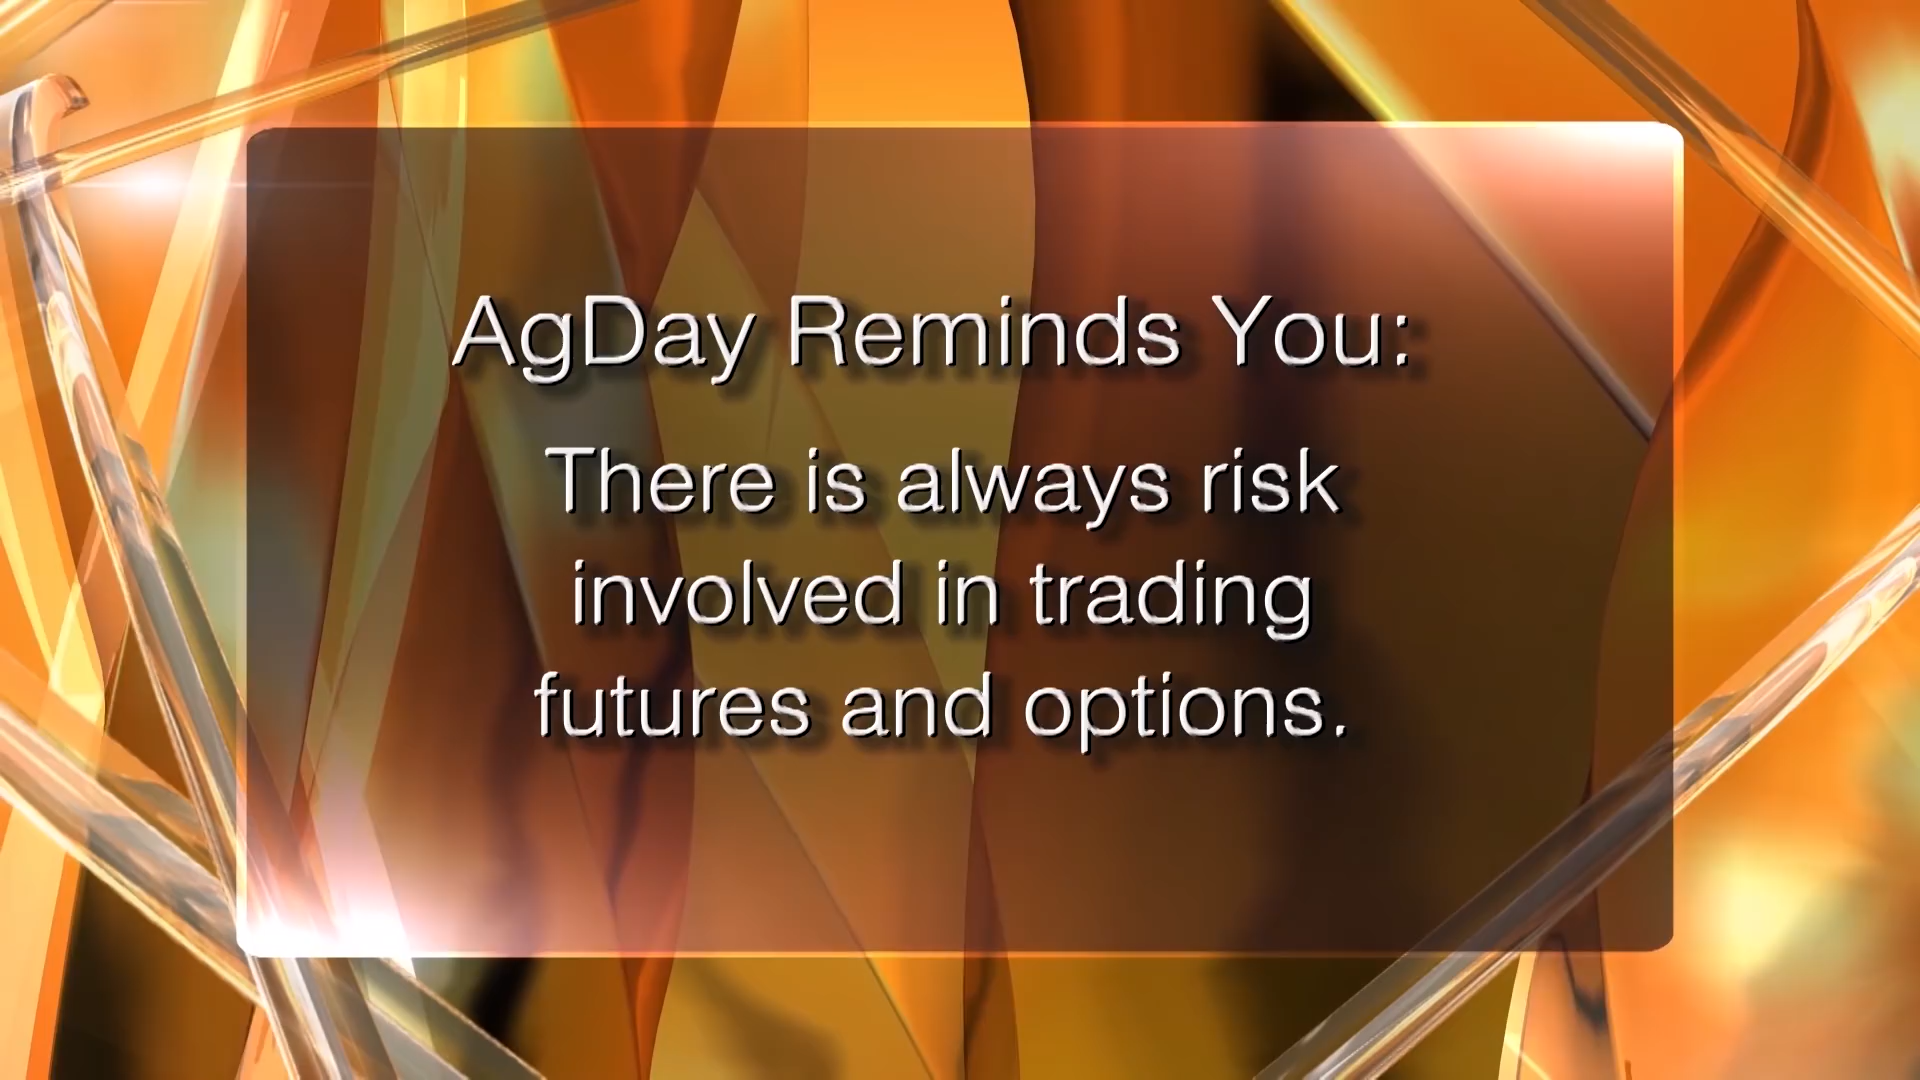 AgDay Reminds You:
There is always risk
involved in trading
futures and options.